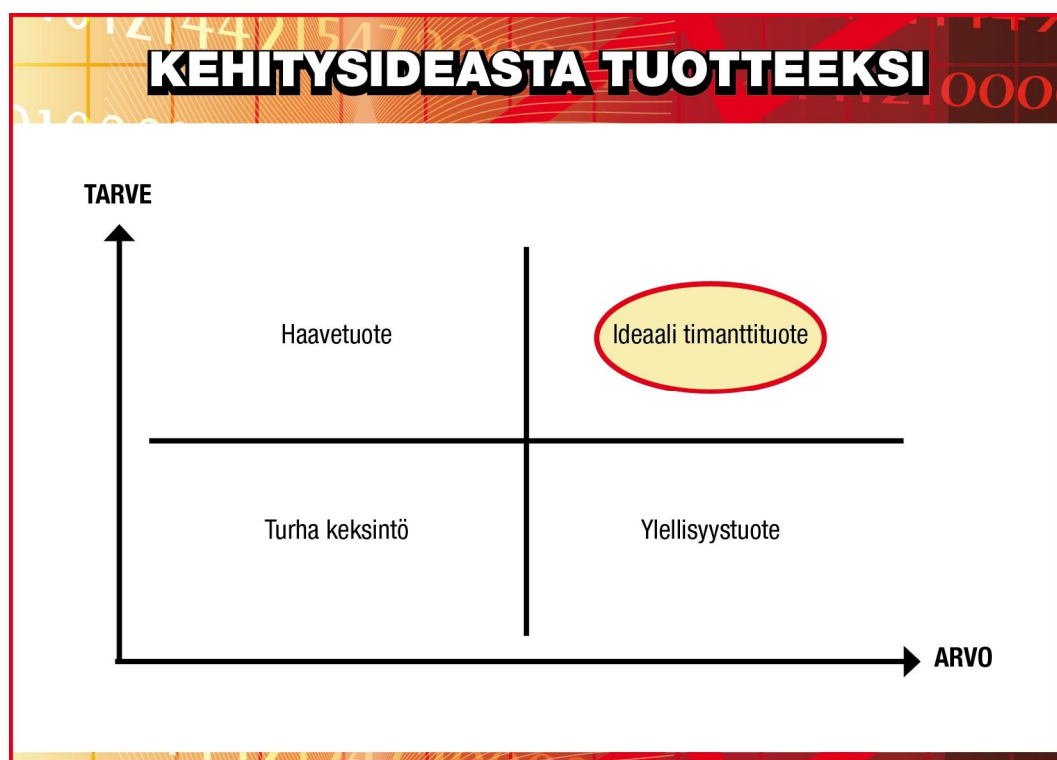 KEHITYSIDEASTA TUOTTEEKSI
TARVE
Haavetuote
Ideaali timanttituote
Turha keksintö
Ylellisyystuote
ARVO